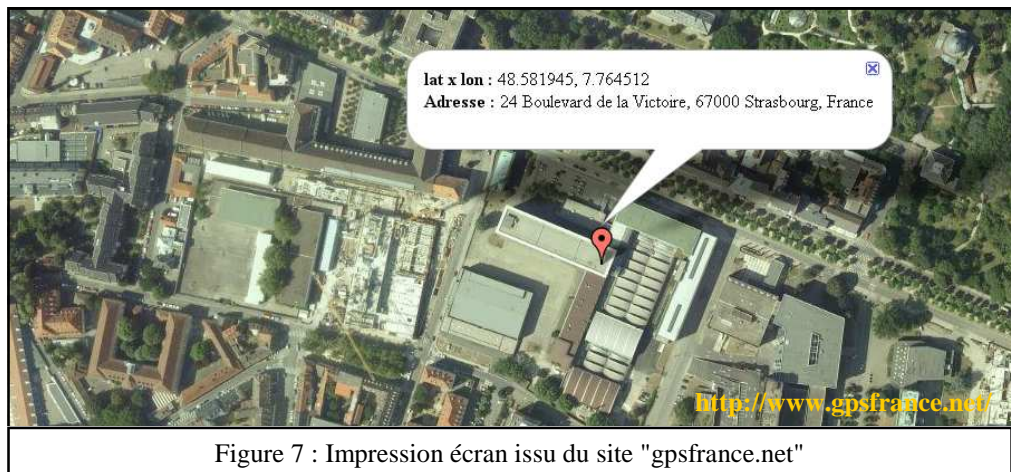 lat x lon : 48.581945, 7.764512
Adresse : 24 Boulevard de la Victoire, 67000 Strasbourg, France
http://www.gpsfrance.net/
Figure 7 : Impression écran issu du site "gpsfrance.net"